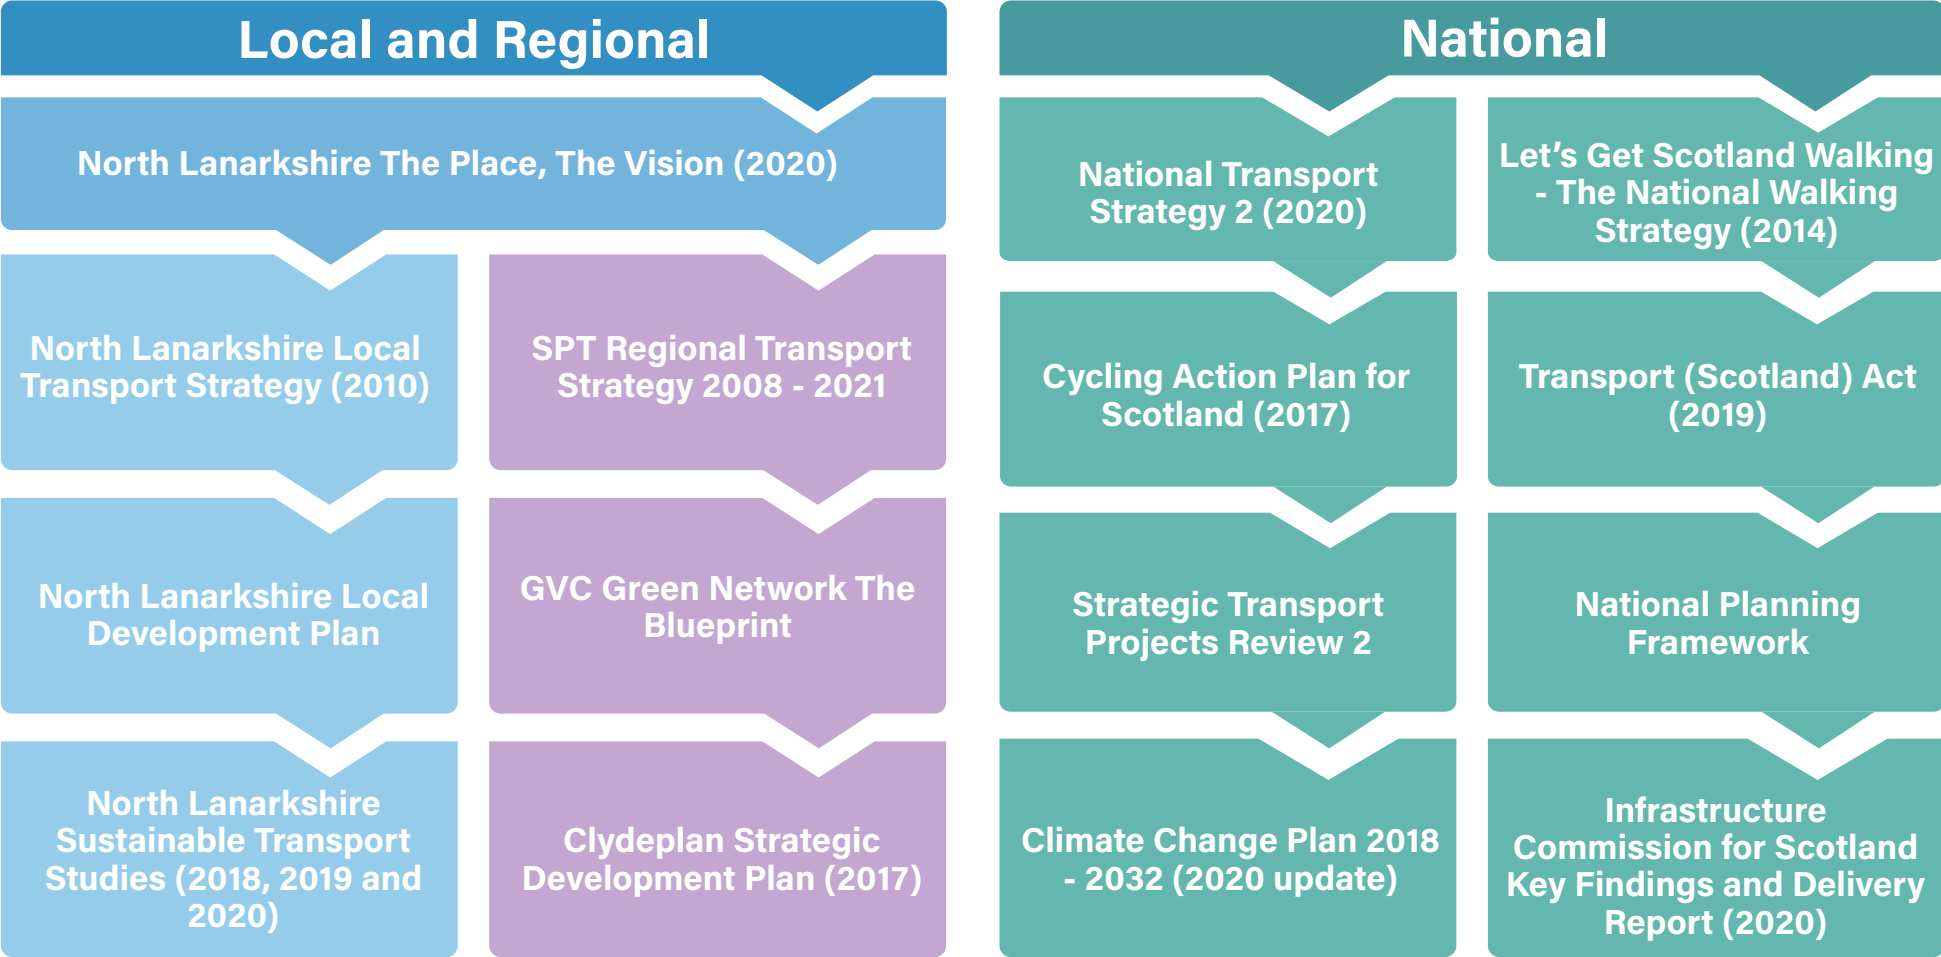 Local and Regional
North Lanarkshire The Place, The Vision (2020)
North Lanarkshire Local
Transport Strategy (2010)
North Lanarkshire Local
Development Plan
North Lanarkshire
Sustainable Transport
Studies (2018, 2019 and
2020)
SPT Regional Transport
Strategy 2008 - 2021
GVC Green Network The
Blueprint
Clydeplan Strategic
Development Plan (2017)
National
National Transport
Strategy 2 (2020)
Cycling Action Plan for
Scotland (2017)
Strategic Transport
Projects Review 2
Climate Change Plan 2018
- 2032 (2020 update)
Let’s Get Scotland Walking
- The National Walking
Strategy (2014)
Transport (Scotland) Act
(2019)
National Planning
Framework
Infrastructure
Commission for Scotland
Key Findings and Delivery
Report (2020)